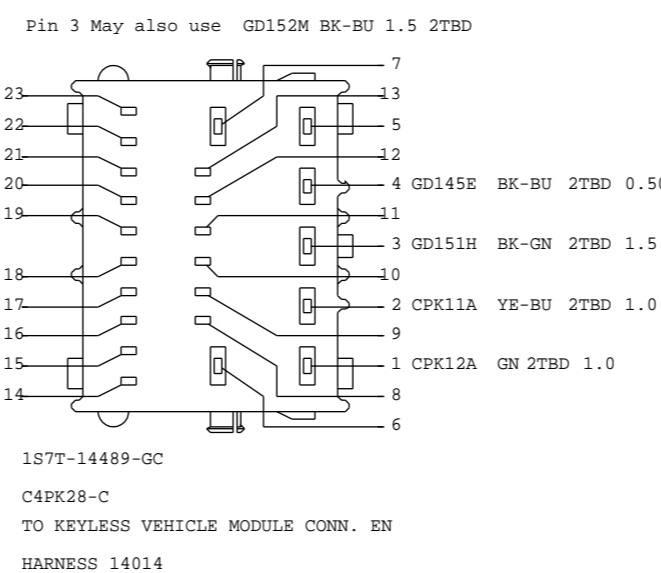 Pin 3 May also use GD152M BK-BU 1.5 2TBD
7
23 13
22 5
21 12
20 4 GD145E BK-BU 2TBD 0.50
19 11
3 GD151H BK-GN 2TBD 1.5
18 10
17 2 CPK11A YE-BU 2TBD 1.0
16 9
15 1 CPK12A GN 2TBD 1.0
14 8
6
1S7T-14489-GC
C4PK28-C
TO KEYLESS VEHICLE MODULE CONN. EN
HARNESS 14014